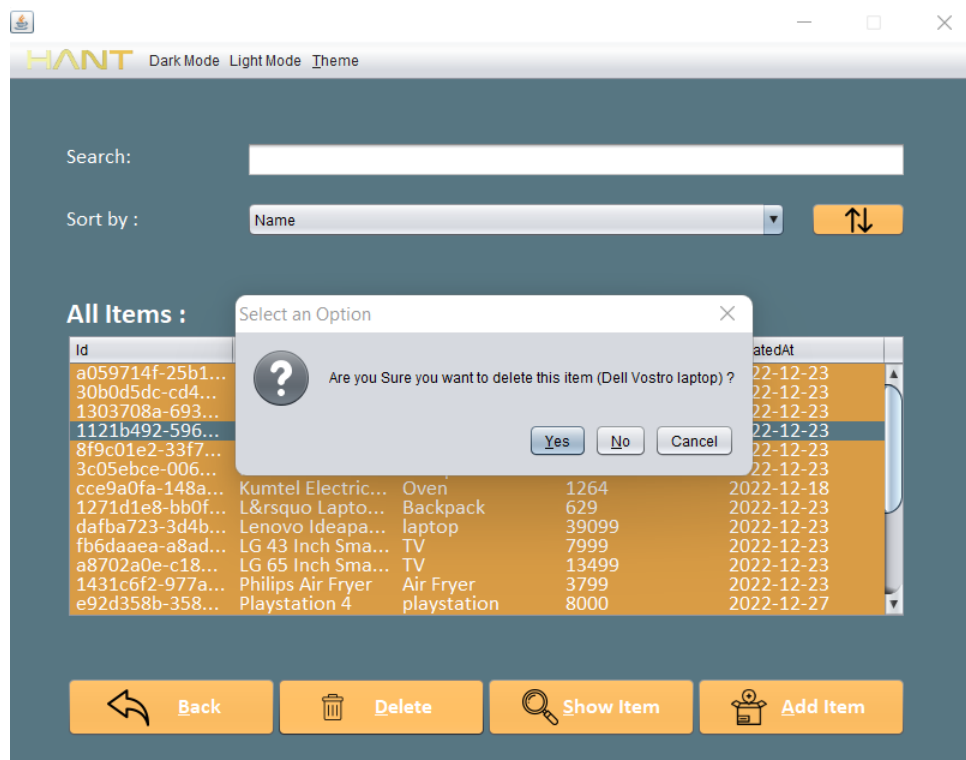 HANT Dark Mode Light Mode Theme
Search:
Sort by :
Name
All Items :
Select an Option
Are you Sure you want to delete this item (Dell Vostro laptop) ?
Yes No Cancel
Id atedAt
a059714f-25b1... 22-12-23
30b0d5dc-cd4... 22-12-23
1303708a-693... 22-12-23
1121b492-596... 22-12-23
8f9c01e2-33f7... 22-12-23
3c05ebce-006... 22-12-23
cce9a0fa-148a... Kumtel Electric... Oven 1264 2022-12-18
1271d1e8-bb0f... L&rsquo Lapto... Backpack 629 2022-12-23
dafba723-3d4b... Lenovo Ideapa... laptop 39099 2022-12-23
fb6daaea-a8ad... LG 43 Inch Sma... TV 7999 2022-12-23
a8702a0e-c18... LG 65 Inch Sma... TV 13499 2022-12-23
1431c6f2-977a... Philips Air Fryer Air Fryer 3799 2022-12-23
e92d358b-358... Playstation 4 playstation 8000 2022-12-27
Back Delete Show Item Add Item